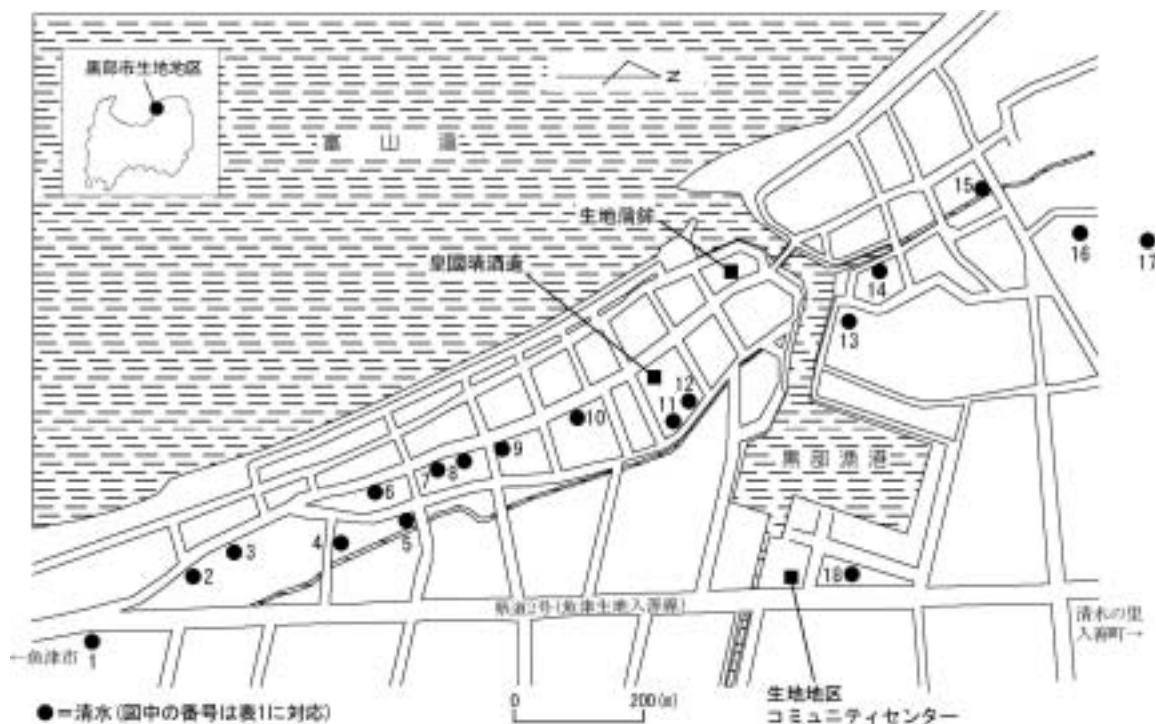 黒部市生地地区
N
富山湾
生地蒲鉾
皇国晴酒造
15
16
17
14
13
12
11
10
9
8
7
6
5
4
3
2
1
黒部漁港
18
県道2号(魚津生地入善線)
清水の里
入善町→
←魚津市
0 200(m)
生地地区
コミュニティセンター
●=清水(図中の番号は表1に対応)